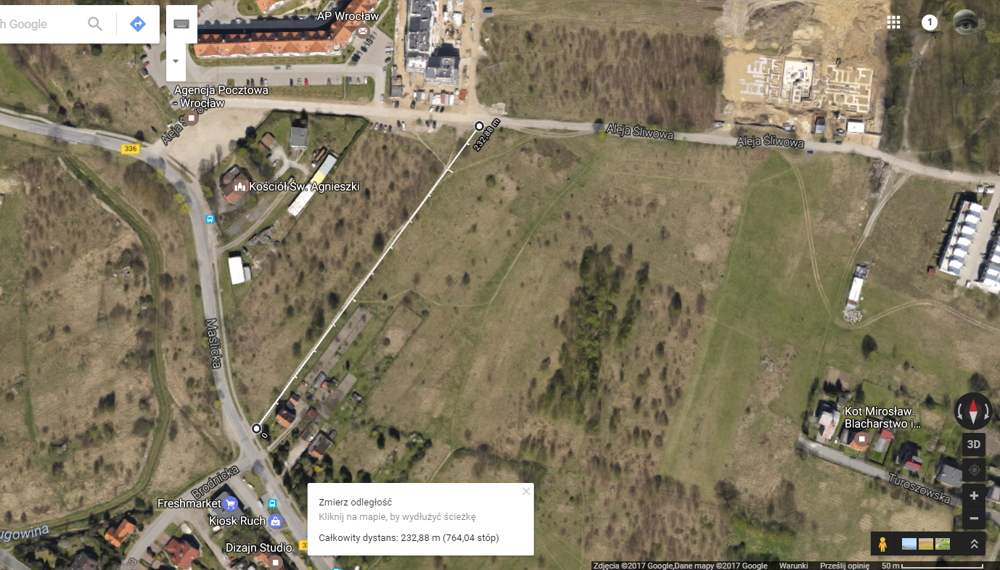 h Google
AP Wrocław
1
Agencja Pocztowa
- Wrocław
232,88 m
Aleja Śliwowa
Aleja Śliwowa
336
Kościół Św. Agnieszki
Maślicka
0
Kot Mirosław.
Blacharstwo i...
3D
Brodnicka
Turoszowska
Freshmarket
Kiosk Ruch
Zmierz odległość
Kliknij na mapie, by wydłużyć ścieżkę
Całkowity dystans: 232,88 m (764,04 stóp)
ugowina
Dizajn Studio
Zdjęcia ©2017 Google,Dane mapy ©2017 Google Warunki Prześlij opinię 50 m